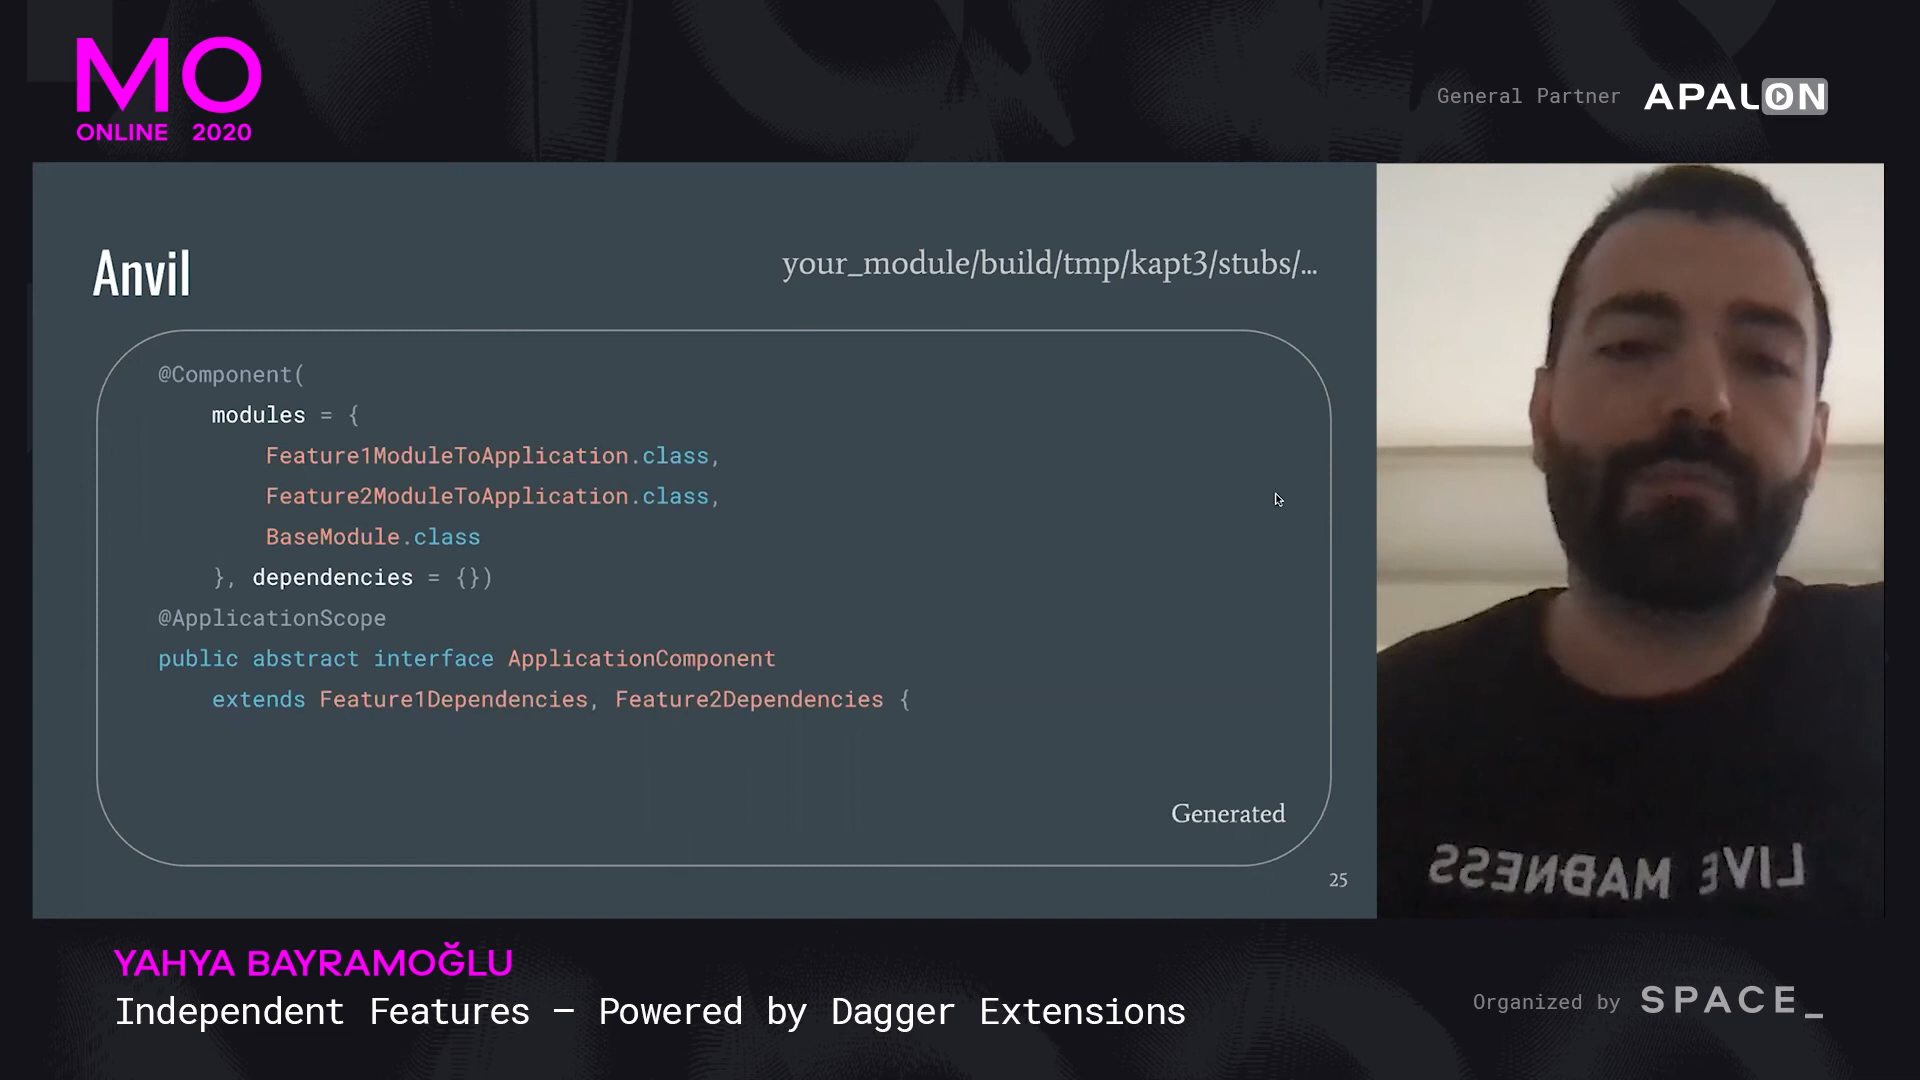 MO
ONLINE 2020
General Partner APALON
Anvil
your_module/build/tmp/kapt3/stubs/...
@Component(
modules = {
Feature1ModuleToApplication.class,
Feature2ModuleToApplication.class,
BaseModule.class
}, dependencies = {})
@ApplicationScope
public abstract interface ApplicationComponent
extends Feature1Dependencies, Feature2Dependencies {
Generated
25
LIVE MADNESS
YAHYA BAYRAMOĞLU
Independent Features — Powered by Dagger Extensions
Organized by SPACE_